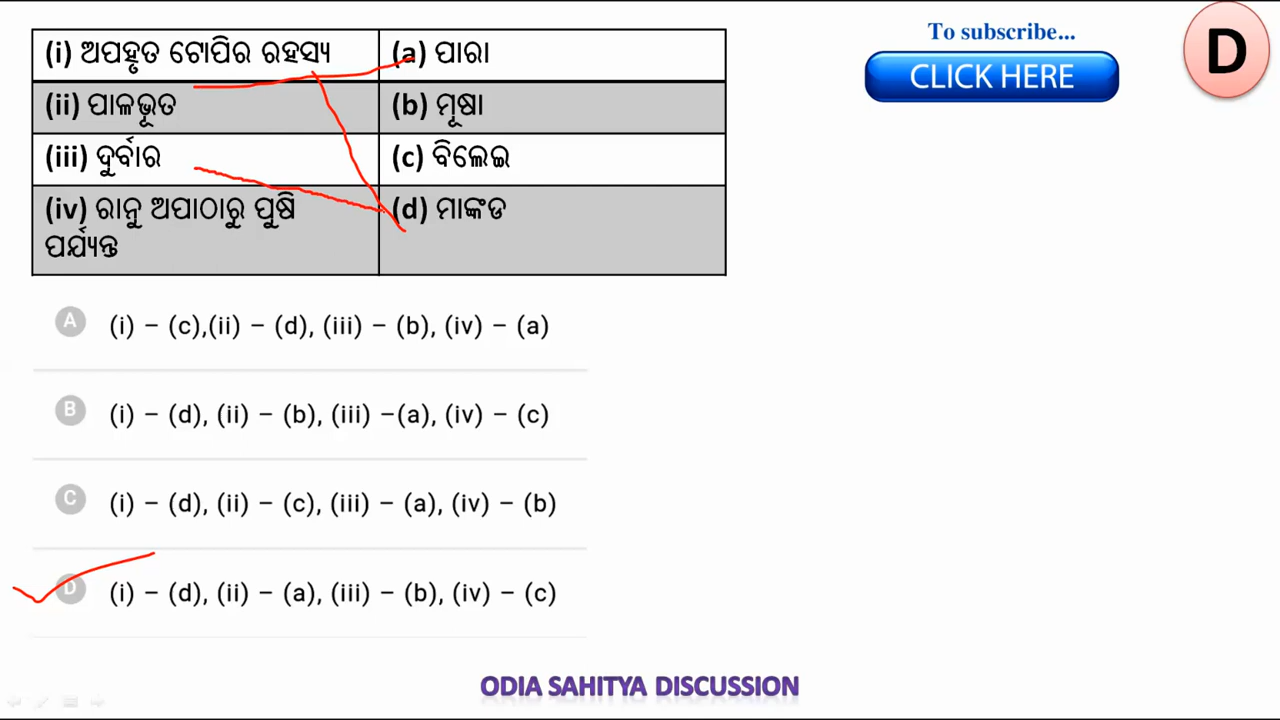 To subscribe...
CLICK HERE
D
(i) ଅପହୃତ ଟୋପିର ରହସ୍ୟ (a) ପାରା
(ii) ପାଳଭୂତ (b) ମୂଷା
(iii) ଦୁର୍ବାର (c) ବିଲେଇ
(iv) ରାନୁ ଅପାଠାରୁ ପୁଷି (d) ମାଙ୍କଡ
ପର୍ଯ୍ୟନ୍ତ
A (i) – (c),(ii) – (d), (iii) – (b), (iv) – (a)
B (i) – (d), (ii) – (b), (iii) –(a), (iv) – (c)
C (i) – (d), (ii) – (c), (iii) – (a), (iv) – (b)
D (i) – (d), (ii) – (a), (iii) – (b), (iv) – (c)
ODIA SAHITYA DISCUSSION